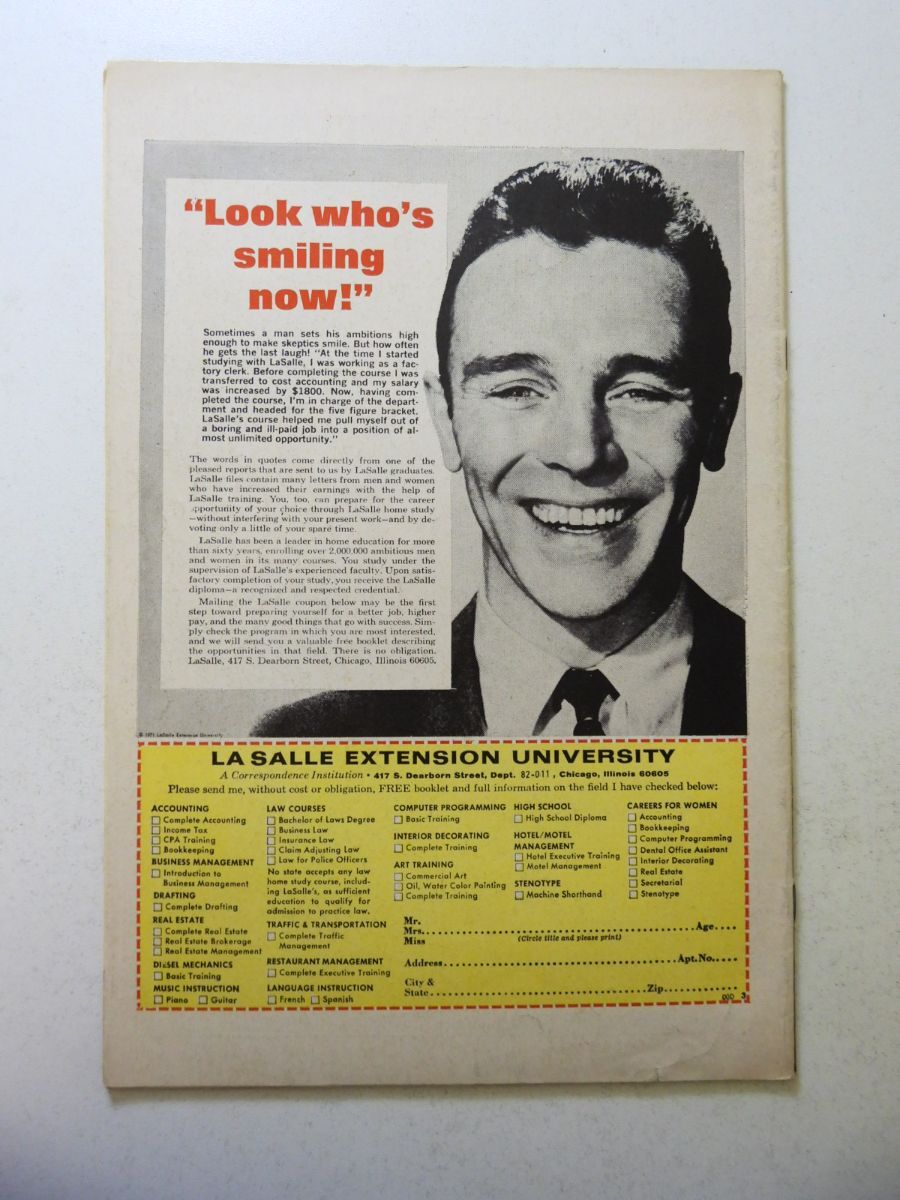 “Look who’s
smiling
now!”
Sometimes a man sets his ambitions high
enough to make skeptics smile. But how often
he gets the last laugh! “At the time I started
studying with LaSalle, I was working as a fac-
tory clerk. Before completing the course I was
transferred to cost accounting and my salary
was increased by $1800. Now, having com-
pleted the course, I’m in charge of the depart-
ment and headed for the five figure bracket.
LaSalle’s course helped me pull myself out of
a boring and ill-paid job into a position of al-
most unlimited opportunity.”
The words in quotes come directly from one of the
pleased reports that are sent to us by LaSalle graduates.
LaSalle files contain many letters from men and women
who have increased their earnings with the help of
LaSalle training. You, too, can prepare for the career
opportunity of your choice through LaSalle home study
—without interfering with your present work—and by de-
voting only a little of your spare time.
LaSalle has been a leader in home education for more
than sixty years, enrolling over 2,000,000 ambitious men
and women in its many courses. You study under the
supervision of LaSalle’s experienced faculty. Upon satis-
factory completion of your study, you receive the LaSalle
diploma—a recognized and respected credential.
Mailing the LaSalle coupon below may be the first
step toward preparing yourself for a better job, higher
pay, and the many good things that go with success. Sim-
ply check the program in which you are most interested,
and we will send you a valuable free booklet describing
the opportunities in that field. There is no obligation.
LaSalle, 417 S. Dearborn Street, Chicago, Illinois 60605.
© 1971 LaSalle Extension University
LA SALLE EXTENSION UNIVERSITY
A Correspondence Institution • 417 S. Dearborn Street, Dept. 82-011, Chicago, Illinois 60605
Please send me, without cost or obligation, FREE booklet and full information on the field I have checked below:
ACCOUNTING
Complete Accounting
Income Tax
CPA Training
Bookkeeping
BUSINESS MANAGEMENT
Introduction to
Business Management
DRAFTING
Complete Drafting
REAL ESTATE
Complete Real Estate
Real Estate Brokerage
Real Estate Management
DIESEL MECHANICS
Basic Training
MUSIC INSTRUCTION
Piano Guitar
LAW COURSES
Bachelor of Laws Degree
Business Law
Insurance Law
Claim Adjusting Law
Law for Police Officers
No state accepts any law
home study course, includ-
ing LaSalle’s, as sufficient
education to qualify for
admission to practice law.
TRAFFIC & TRANSPORTATION
Complete Traffic
Management
RESTAURANT MANAGEMENT
Complete Executive Training
LANGUAGE INSTRUCTION
French Spanish
COMPUTER PROGRAMMING
Basic Training
INTERIOR DECORATING
Complete Training
ART TRAINING
Commercial Art
Oil, Water Color Painting
Complete Training
HIGH SCHOOL
High School Diploma
HOTEL/MOTEL
MANAGEMENT
Hotel Executive Training
Motel Management
STENOTYPE
Machine Shorthand
CAREERS FOR WOMEN
Accounting
Bookkeeping
Computer Programming
Dental Office Assistant
Interior Decorating
Real Estate
Secretarial
Stenotype
Mr.
Mrs. Age
Miss (Circle title and please print)
Address Apt. No.
City &
State Zip
3